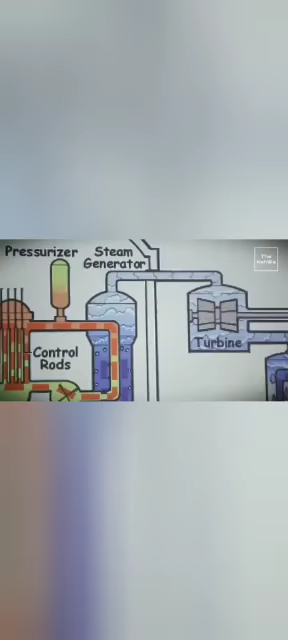 Pressurizer
Steam
Generator
Control
Rods
Turbine